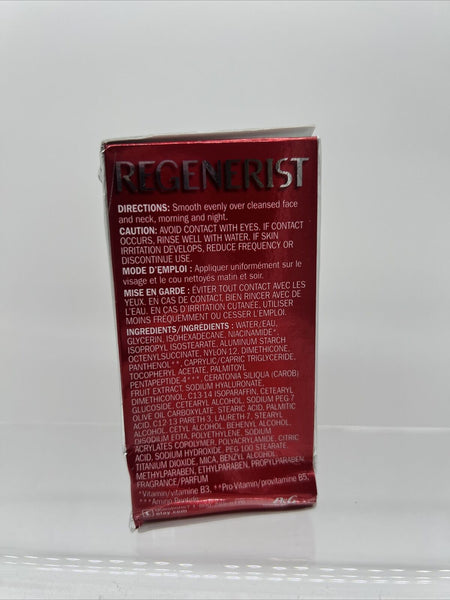 REGENERIST
DIRECTIONS: Smooth evenly over cleansed face
and neck, morning and night.
CAUTION: AVOID CONTACT WITH EYES. IF CONTACT
OCCURS, RINSE WELL WITH WATER. IF SKIN
IRRITATION DEVELOPS, REDUCE FREQUENCY OR
DISCONTINUE USE.
MODE D'EMPLOI : Appliquer uniformément sur le
visage et le cou nettoyés matin et soir.
MISE EN GARDE : ÉVITER TOUT CONTACT AVEC LES
YEUX. EN CAS DE CONTACT, BIEN RINCER AVEC DE
L'EAU. EN CAS D'IRRITATION CUTANÉE, UTILISER
MOINS FRÉQUEMMENT OU CESSER L'EMPLOI.
INGREDIENTS/INGRÉDIENTS : WATER/EAU,
GLYCERIN, ISOHEXADECANE, NIACINAMIDE*,
ISOPROPYL ISOSTEARATE, ALUMINUM STARCH
OCTENYLSUCCINATE, NYLON 12, DIMETHICONE,
PANTHENOL**, CAPRYLIC/CAPRIC TRIGLYCERIDE,
TOCOPHERYL ACETATE, PALMITOYL
PENTAPEPTIDE-4***, CERATONIA SILIQUA (CAROB)
FRUIT EXTRACT, SODIUM HYALURONATE,
DIMETHICONOL, C13-14 ISOPARAFFIN, CETEARYL
GLUCOSIDE, CETEARYL ALCOHOL, SODIUM PEG 7
OLIVE OIL CARBOXYLATE, STEARIC ACID, PALMITIC
ACID, C12-13 PARETH 3, LAURETH-7, STEARYL
ALCOHOL, CETYL ALCOHOL, BEHENYL ALCOHOL,
DISODIUM EDTA, POLYETHYLENE, SODIUM
ACRYLATES COPOLYMER, POLYACRYLAMIDE, CITRIC
ACID, SODIUM HYDROXIDE, PEG 100 STEARATE,
TITANIUM DIOXIDE, MICA, BENZYL ALCOHOL,
METHYLPARABEN, ETHYLPARABEN, PROPYLPARABEN,
FRAGRANCE/PARFUM
*Vitamin/vitamine B3, **Pro-Vitamin/provitamine B5,
***Amino Peptide
olay.com P&G